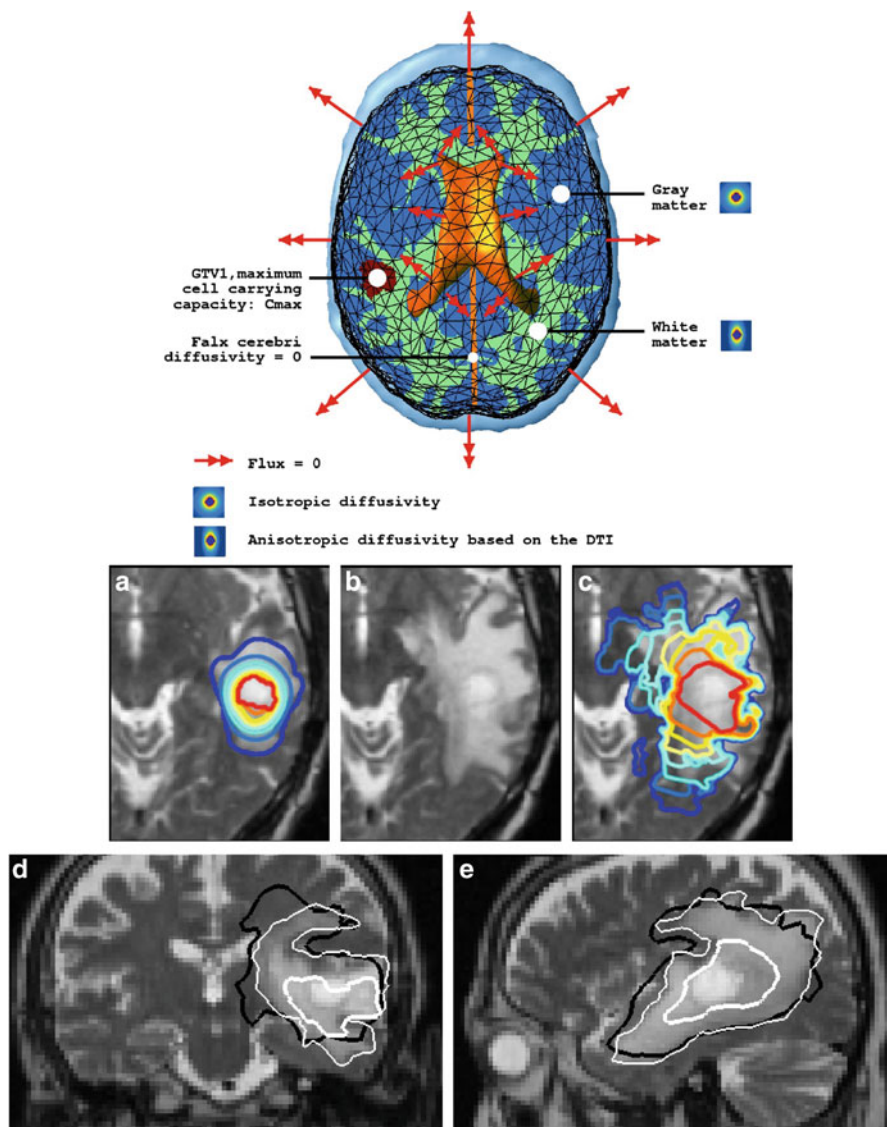 Gray
matter
GTV1,maximum
cell carrying
capacity: Cmax
White
matter
Falx cerebri
diffusivity = 0
Flux = 0
Isotropic diffusivity
Anisotropic diffusivity based on the DTI
a
b
c
d
e